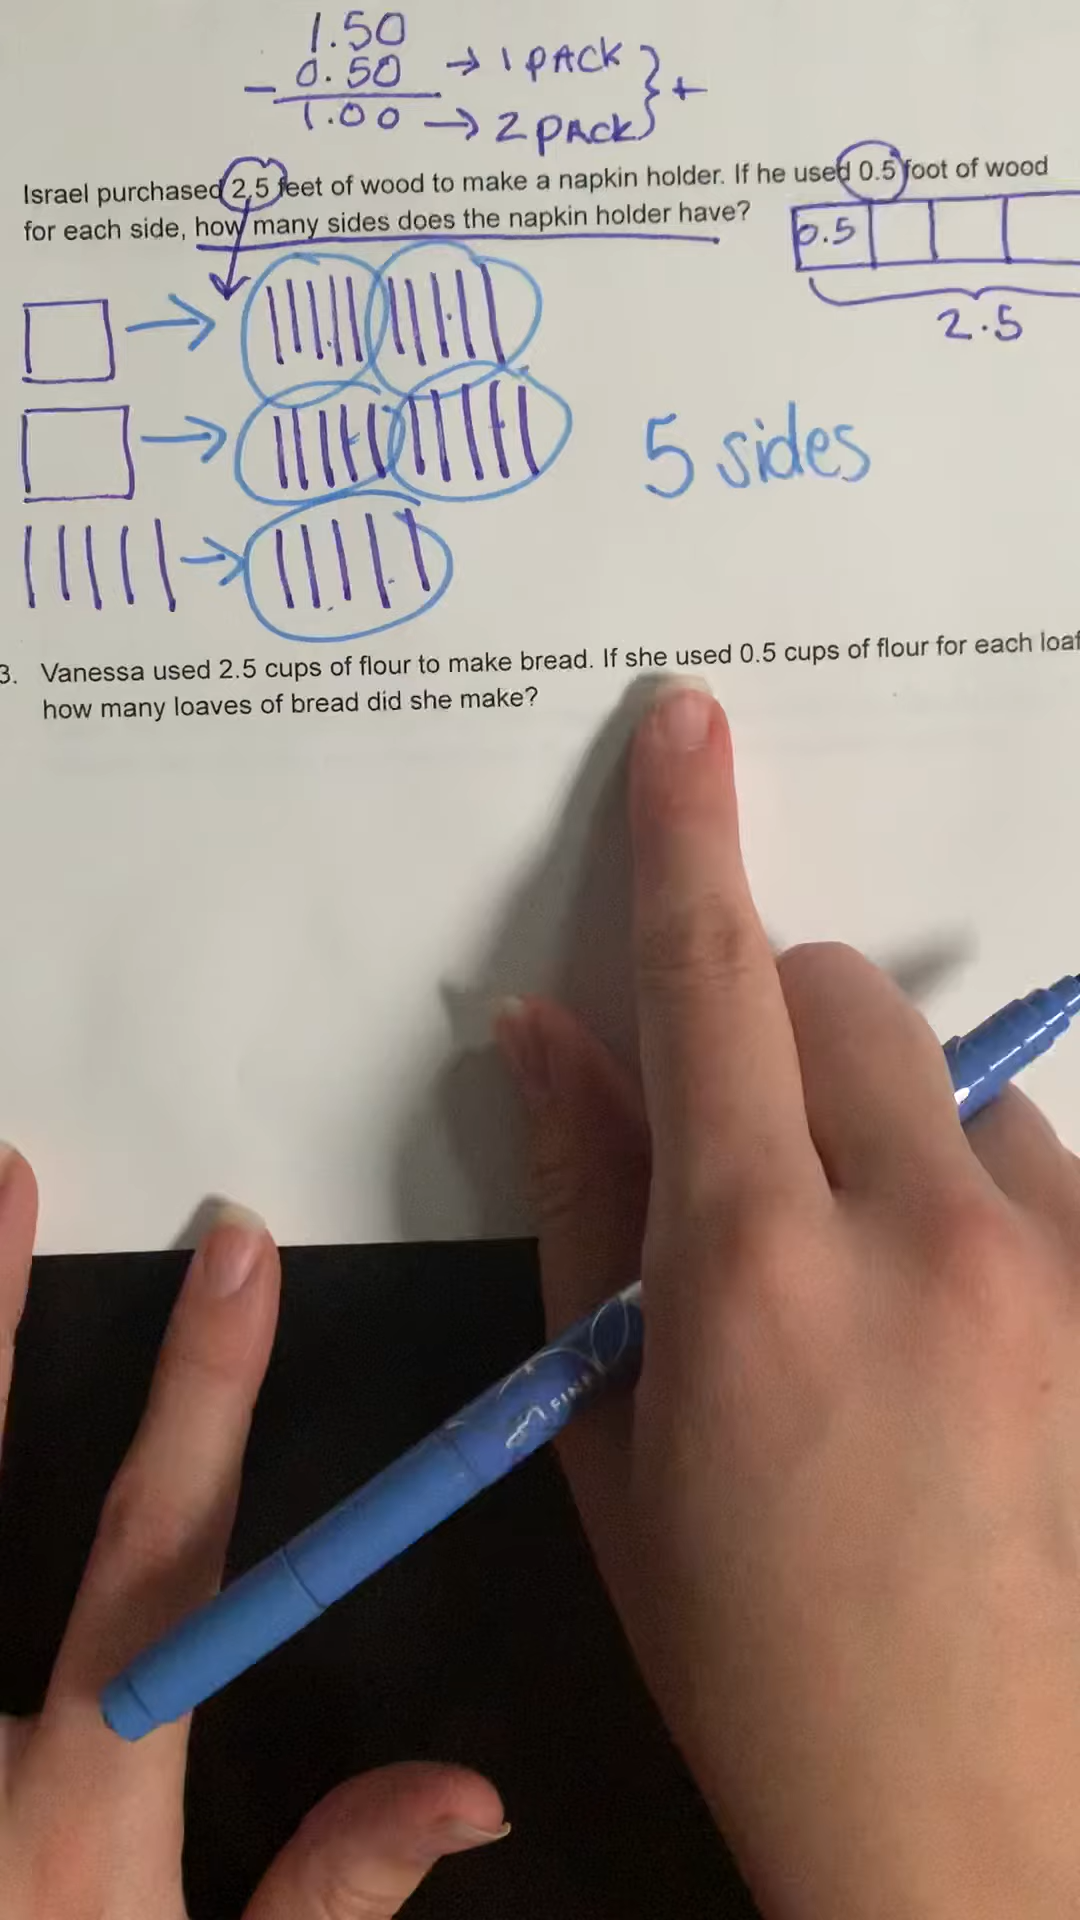 1.50
- 0.50 → 1 PACK
1.00 → 2 PACK } +
Israel purchased 2.5 feet of wood to make a napkin holder. If he used 0.5 foot of wood
for each side, how many sides does the napkin holder have?
0.5
2.5
5 sides
3. Vanessa used 2.5 cups of flour to make bread. If she used 0.5 cups of flour for each loaf
how many loaves of bread did she make?